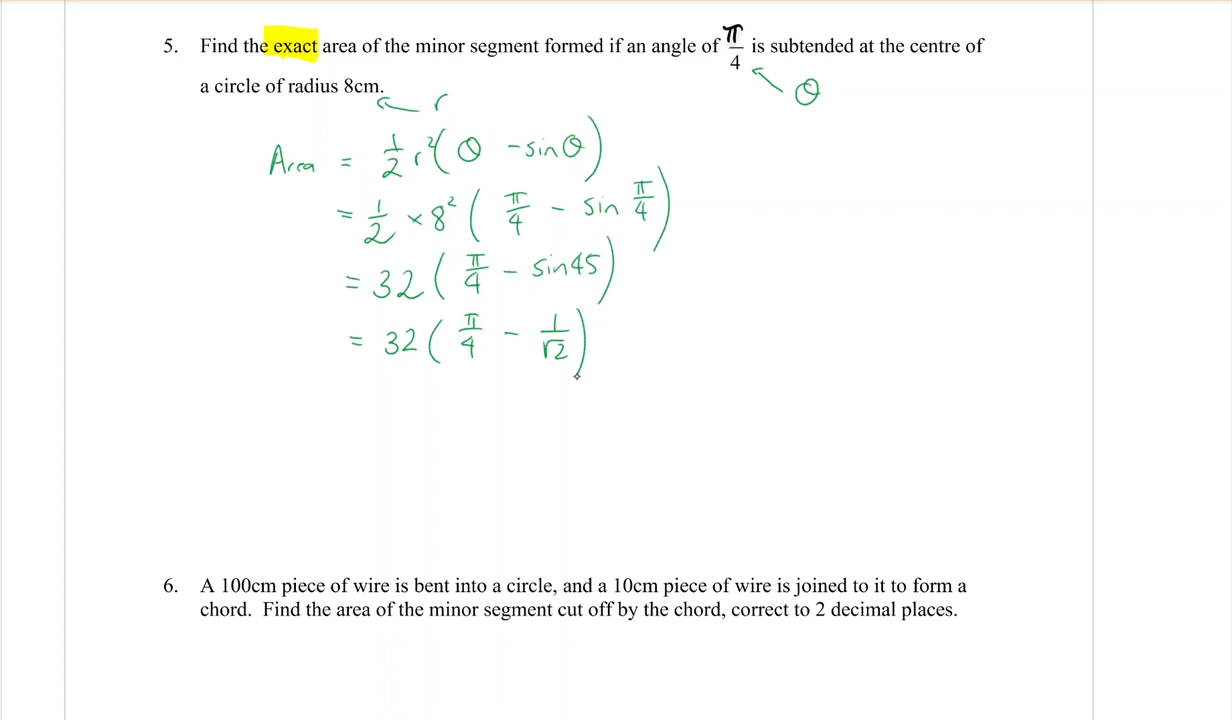 5. Find the exact area of the minor segment formed if an angle of π/4 is subtended at the centre of
a circle of radius 8cm.
r
θ
Area = 1/2 r²(θ - sinθ)
= 1/2 × 8² (π/4 - sin π/4)
= 32 (π/4 - sin45)
= 32 (π/4 - 1/√2)
6. A 100cm piece of wire is bent into a circle, and a 10cm piece of wire is joined to it to form a
chord. Find the area of the minor segment cut off by the chord, correct to 2 decimal places.